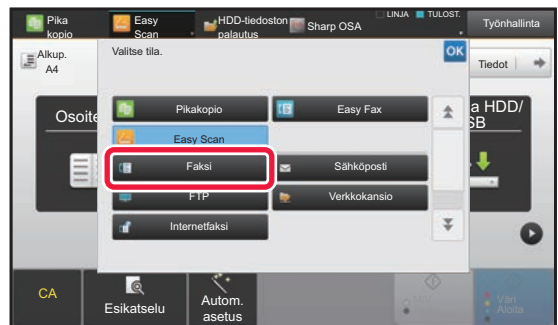 Pika
kopio
Easy
Scan
HDD-tiedoston
palautus
Sharp OSA
LINJA
TULOST.
Työnhallinta
Alkup.
A4
Valitse tila.
OK
Tiedot
Osoite
a HDD/
SB
Pikakopio
Easy Fax
Easy Scan
Faksi
Sähköposti
FTP
Verkkokansio
Internetfaksi
CA
Esikatselu
Autom.
asetus
Väri
Aloita